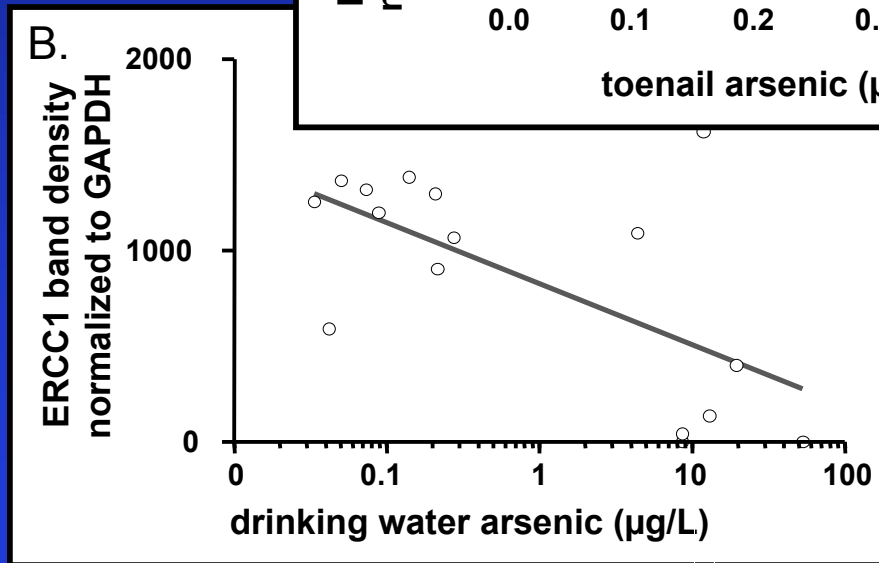 0.0 0.1 0.2 0.
toenail arsenic (µ
B.
ERCC1 band density
normalized to GAPDH
2000
1000
0
0 0.1 1 10 100
drinking water arsenic (µg/L)